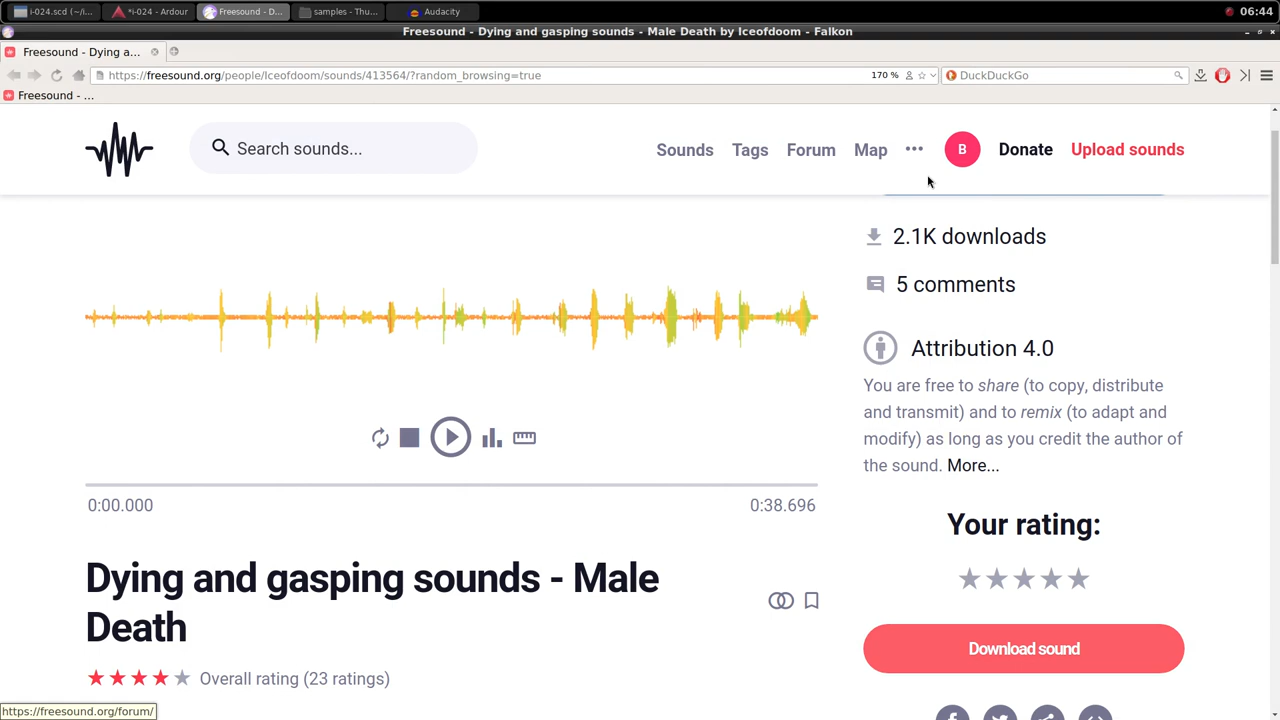 i-024.scd (~/i...
*i-024 - Ardour
Freesound - D...
samples - Thu...
Audacity
06:44
Freesound - Dying and gasping sounds - Male Death by Iceofdoom - Falkon
Freesound - Dying a...
https://freesound.org/people/Iceofdoom/sounds/413564/?random_browsing=true
170 %
DuckDuckGo
Freesound - ...
Search sounds...
Sounds
Tags
Forum
Map
B
Donate
Upload sounds
2.1K downloads
5 comments
Attribution 4.0
You are free to share (to copy, distribute
and transmit) and to remix (to adapt and
modify) as long as you credit the author of
the sound. More...
0:00.000
0:38.696
Your rating:
Dying and gasping sounds - Male
Death
Download sound
Overall rating (23 ratings)
https://freesound.org/forum/